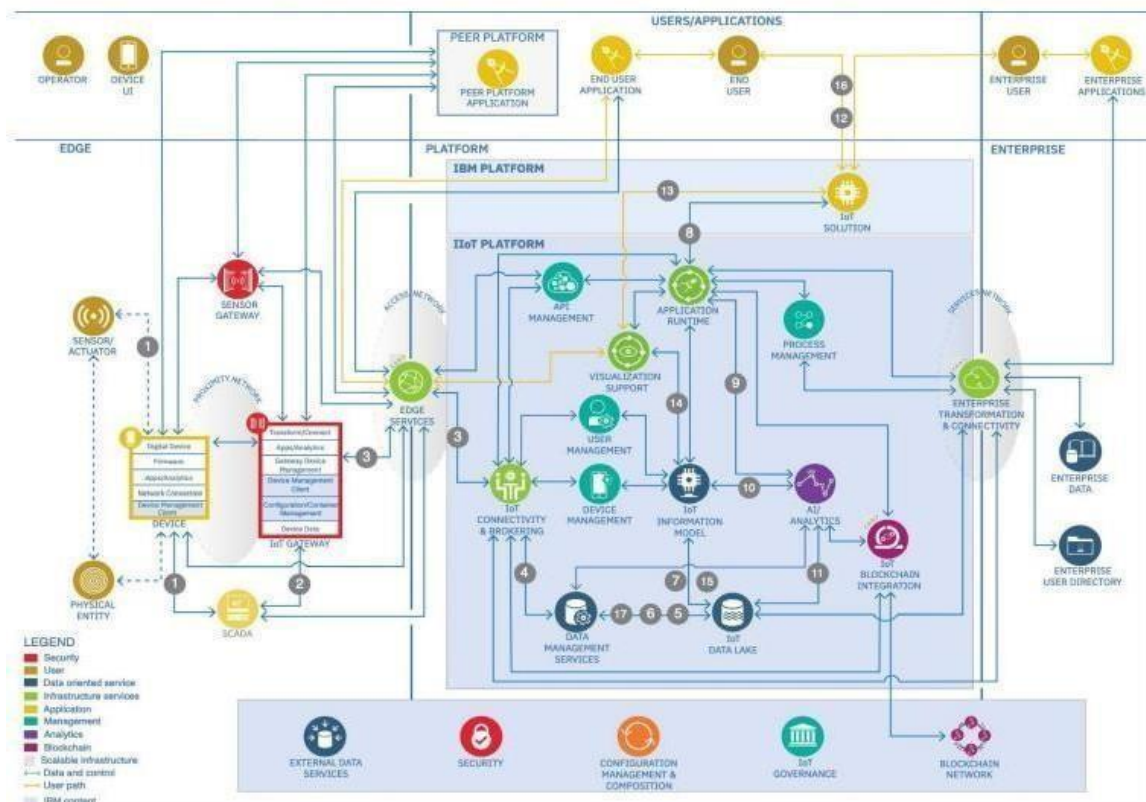 USERS/APPLICATIONS
PEER PLATFORM
OPERATOR
DEVICE
UI
PEER PLATFORM
APPLICATION
END USER
APPLICATION
END
USER
ENTERPRISE
USER
ENTERPRISE
APPLICATIONS
16
12
EDGE
PLATFORM
ENTERPRISE
IBM PLATFORM
13
IoT
SOLUTION
8
IIoT PLATFORM
SENSOR
GATEWAY
ACCESS NETWORK
API
MANAGEMENT
APPLICATION
RUNTIME
SERVICES NETWORK
SENSOR/
ACTUATOR
1
PROCESS
MANAGEMENT
VISUALIZATION
SUPPORT
9
PROXIMITY NETWORK
EDGE
SERVICES
14
ENTERPRISE
TRANSFORMATION
& CONNECTIVITY
Digital Device
Firmware
Apps/Analytics
Network Connection
Device Management
Client
DEVICE
Transform/Connect
Apps/Analytics
Gateway Device
Management
Device Management
Client
Configuration/Container
Management
Device Data
IoT GATEWAY
3
3
USER
MANAGEMENT
ENTERPRISE
DATA
IoT
CONNECTIVITY
& BROKERING
DEVICE
MANAGEMENT
IoT
INFORMATION
MODEL
10
AI/
ANALYTICS
IoT
BLOCKCHAIN
INTEGRATION
ENTERPRISE
USER DIRECTORY
PHYSICAL
ENTITY
1
2
4
7
15
11
SCADA
17
6
5
DATA
MANAGEMENT
SERVICES
IoT
DATA LAKE
LEGEND
Security
User
Data oriented service
Infrastructure services
Application
Management
Analytics
Blockchain
Scalable infrastructure
Data and control
User path
IBM content
EXTERNAL DATA
SERVICES
SECURITY
CONFIGURATION
MANAGEMENT &
COMPOSITION
IoT
GOVERNANCE
BLOCKCHAIN
NETWORK